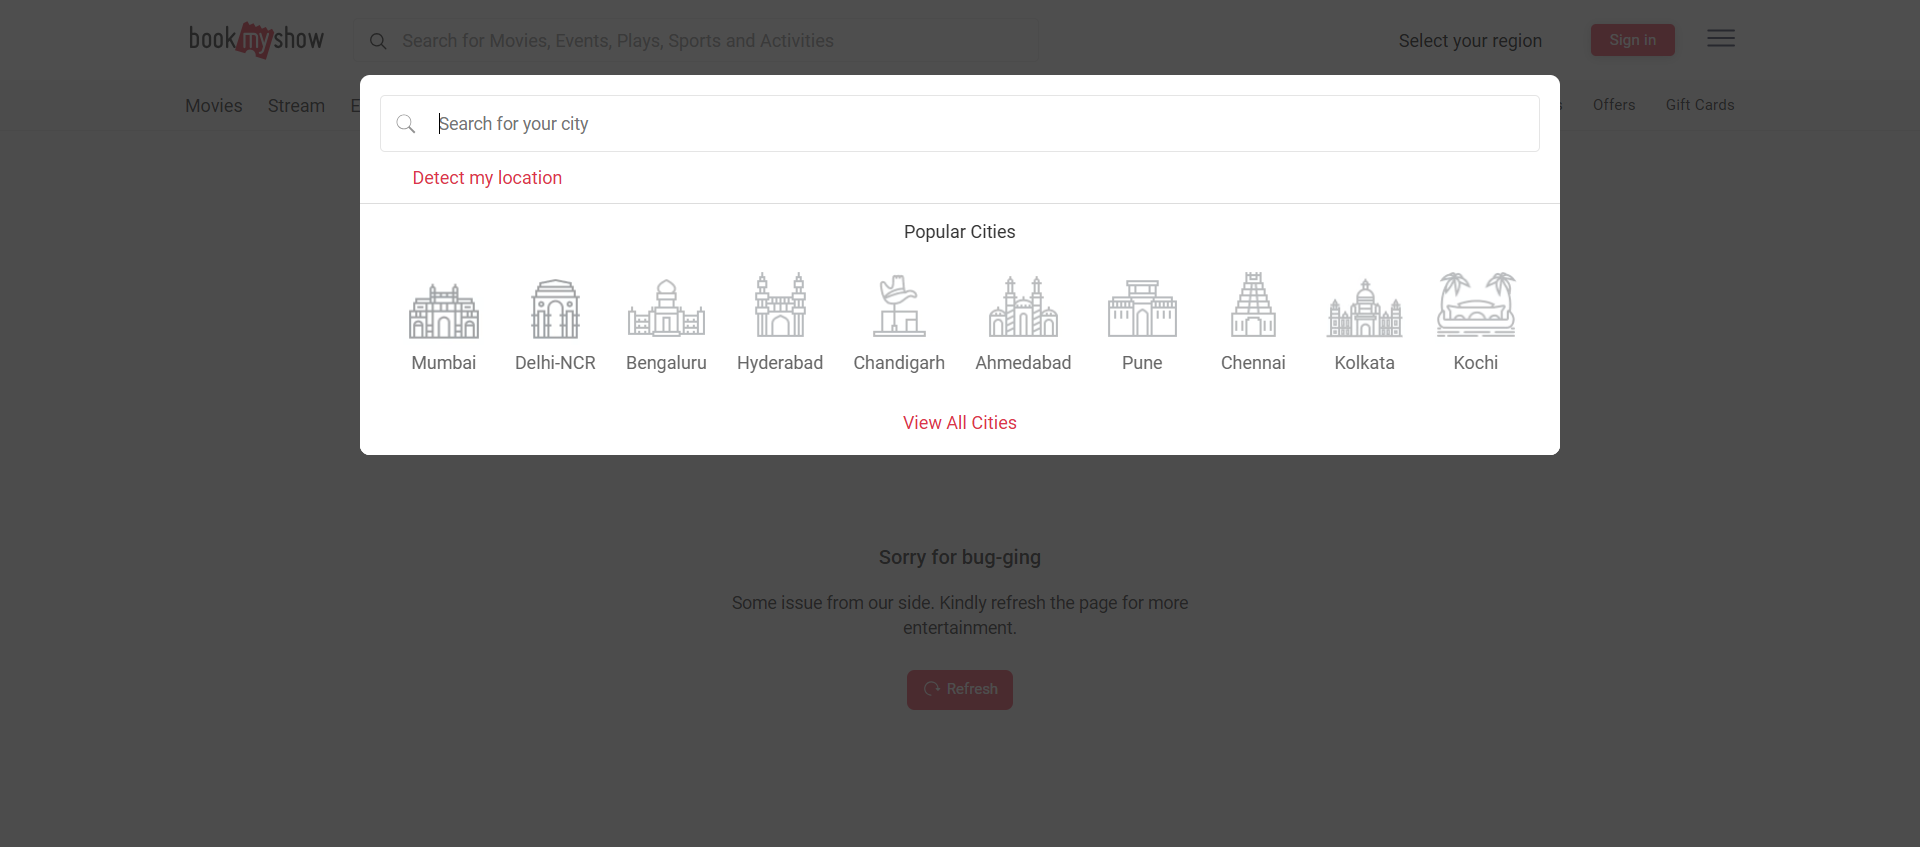 bookmyshow
Search for Movies, Events, Plays, Sports and Activities
Select your region
Sign in
Movies Stream
Offers Gift Cards
Search for your city
Detect my location
Popular Cities
Mumbai Delhi-NCR Bengaluru Hyderabad Chandigarh Ahmedabad Pune Chennai Kolkata Kochi
View All Cities
Sorry for bug-ging
Some issue from our side. Kindly refresh the page for more
entertainment.
Refresh